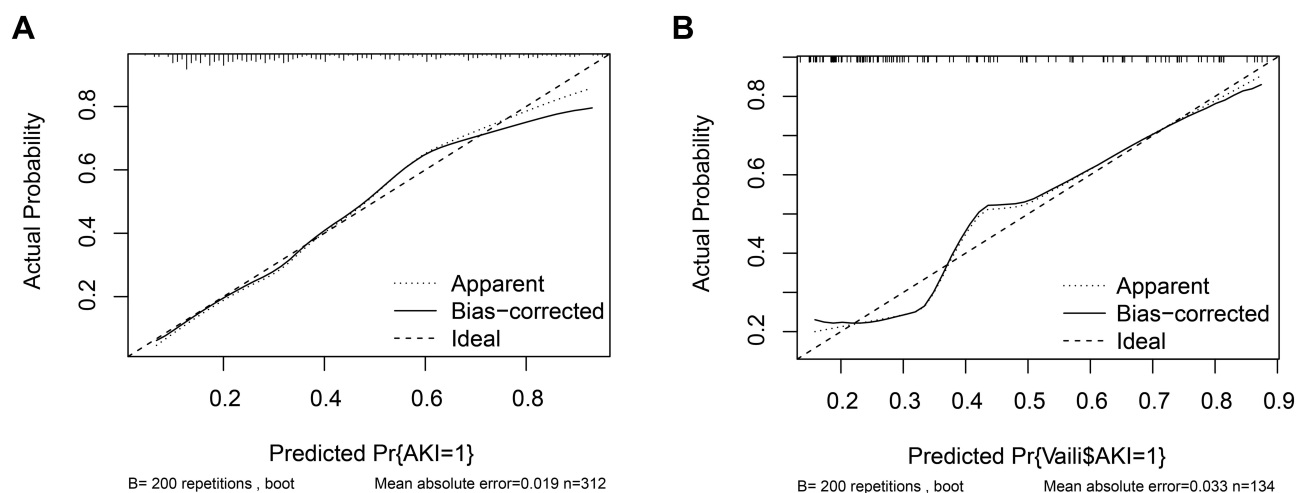 A
Actual Probability
0.8
0.6
0.4
0.2
Apparent
Bias−corrected
Ideal
0.2 0.4 0.6 0.8
Predicted Pr{AKI=1}
B= 200 repetitions , boot Mean absolute error=0.019 n=312
B
Actual Probability
0.8
0.6
0.4
0.2
Apparent
Bias−corrected
Ideal
0.2 0.3 0.4 0.5 0.6 0.7 0.8 0.9
Predicted Pr{Vaili$AKI=1}
B= 200 repetitions , boot Mean absolute error=0.033 n=134